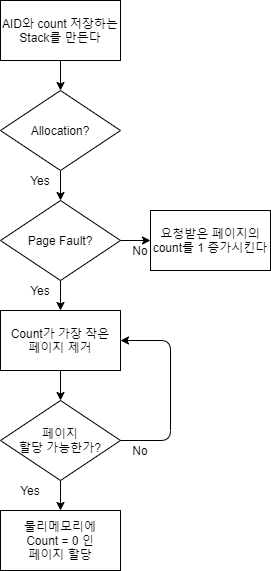 AID와 count 저장하는
Stack를 만든다
Allocation?
Yes
Page Fault?
No
요청받은 페이지의
count를 1 증가시킨다
Yes
Count가 가장 작은
페이지 제거
페이지
할당 가능한가?
No
Yes
물리메모리에
Count = 0 인
페이지 할당